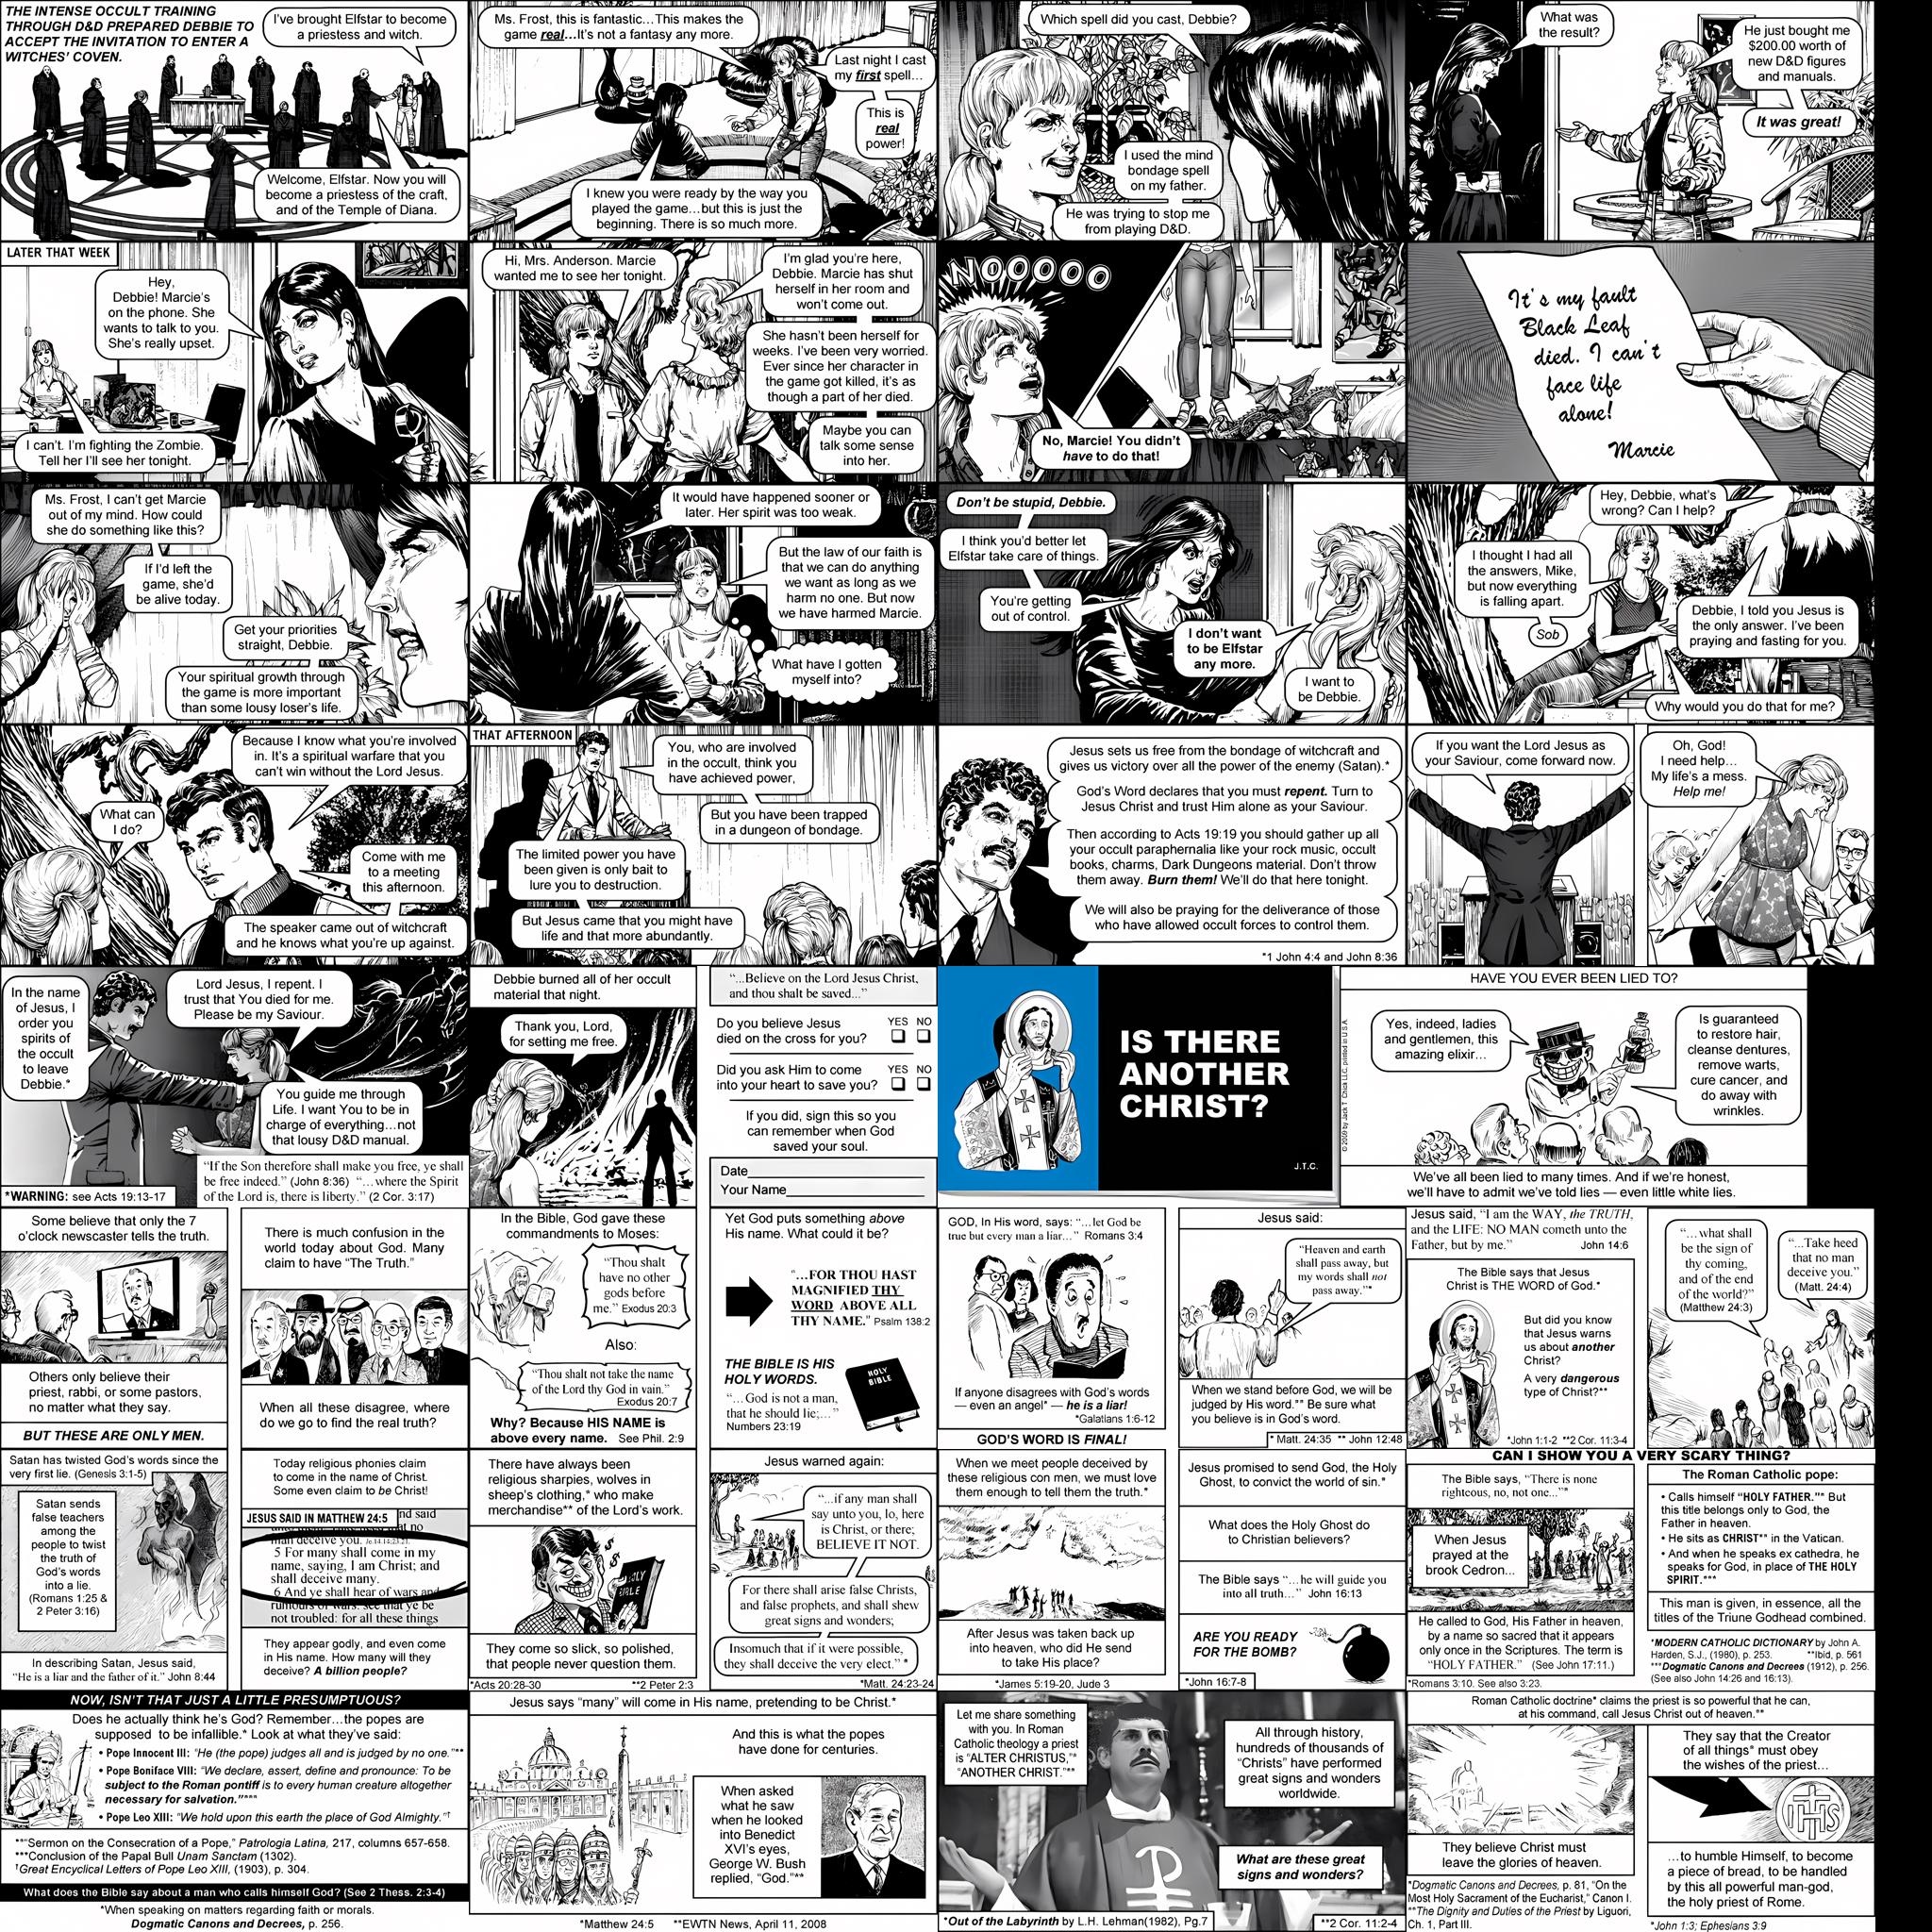 THE INTENSE OCCULT TRAINING
THROUGH D&D PREPARED DEBBIE TO
ACCEPT THE INVITATION TO ENTER A
WITCHES' COVEN.
I've brought Elfstar to become
a priestess and witch.
Welcome, Elfstar. Now you will
become a priestess of the craft,
and of the Temple of Diana.
Ms. Frost, this is fantastic...This makes the
game real...It's not a fantasy any more.
Last night I cast
my first spell...
This is
real
power!
I knew you were ready by the way you
played the game...but this is just the
beginning. There is so much more.
Which spell did you cast, Debbie?
I used the mind
bondage spell
on my father.
He was trying to stop me
from playing D&D.
What was
the result?
He just bought me
$200.00 worth of
new D&D figures
and manuals.
It was great!
LATER THAT WEEK
Hey,
Debbie! Marcie's
on the phone. She
wants to talk to you.
She's really upset.
I can't. I'm fighting the Zombie.
Tell her I'll see her tonight.
Hi, Mrs. Anderson. Marcie
wanted me to see her tonight.
I'm glad you're here,
Debbie. Marcie has shut
herself in her room and
won't come out.
She hasn't been herself for
weeks. I've been very worried.
Ever since her character in
the game got killed, it's as
though a part of her died.
Maybe you can
talk some sense
into her.
NOOOOO
No, Marcie! You didn't
have to do that!
It's my fault
Black Leaf
died. I can't
face life
alone!
Marcie
Ms. Frost, I can't get Marcie
out of my mind. How could
she do something like this?
If I'd left the
game, she'd
be alive today.
Get your priorities
straight, Debbie.
Your spiritual growth through
the game is more important
than some lousy loser's life.
It would have happened sooner or
later. Her spirit was too weak.
But the law of our faith is
that we can do anything
we want as long as we
harm no one. But now
we have harmed Marcie.
What have I gotten
myself into?
Don't be stupid, Debbie.
I think you'd better let
Elfstar take care of things.
You're getting
out of control.
I don't want
to be Elfstar
any more.
I want to
be Debbie.
Hey, Debbie, what's
wrong? Can I help?
I thought I had all
the answers, Mike,
but now everything
is falling apart.
Sob
Debbie, I told you Jesus is
the only answer. I've been
praying and fasting for you.
Why would you do that for me?
Because I know what you're involved
in. It's a spiritual warfare that you
can't win without the Lord Jesus.
What can
I do?
Come with me
to a meeting
this afternoon.
The speaker came out of witchcraft
and he knows what you're up against.
THAT AFTERNOON
You, who are involved
in the occult, think you
have achieved power,
But you have been trapped
in a dungeon of bondage.
The limited power you have
been given is only bait to
lure you to destruction.
But Jesus came that you might have
life and that more abundantly.
Jesus sets us free from the bondage of witchcraft and
gives us victory over all the power of the enemy (Satan).*
God's Word declares that you must repent. Turn to
Jesus Christ and trust Him alone as your Saviour.
Then according to Acts 19:19 you should gather up all
your occult paraphernalia like your rock music, occult
books, charms, Dark Dungeons material. Don't throw
them away. Burn them! We'll do that here tonight.
We will also be praying for the deliverance of those
who have allowed occult forces to control them.
*1 John 4:4 and John 8:36
If you want the Lord Jesus as
your Saviour, come forward now.
Oh, God!
I need help...
My life's a mess.
Help me!
In the name
of Jesus, I
order you
spirits of
the occult
to leave
Debbie.*
Lord Jesus, I repent. I
trust that You died for me.
Please be my Saviour.
You guide me through
Life. I want You to be in
charge of everything...not
that lousy D&D manual.
*WARNING: see Acts 19:13-17
"If the Son therefore shall make you free, ye shall
be free indeed." (John 8:36) "...where the Spirit
of the Lord is, there is liberty." (2 Cor. 3:17)
Debbie burned all of her occult
material that night.
Thank you, Lord,
for setting me free.
"...Believe on the Lord Jesus Christ,
and thou shalt be saved..."
Do you believe Jesus
died on the cross for you?
YES NO
Did you ask Him to come
into your heart to save you?
YES NO
If you did, sign this so you
can remember when God
saved your soul.
Date
Your Name
IS THERE
ANOTHER
CHRIST?
J.T.C.
© 2009 by Jack T. Chick LLC, printed in U.S.A.
HAVE YOU EVER BEEN LIED TO?
Yes, indeed, ladies
and gentlemen, this
amazing elixir...
Is guaranteed
to restore hair,
cleanse dentures,
remove warts,
cure cancer, and
do away with
wrinkles.
We've all been lied to many times. And if we're honest,
we'll have to admit we've told lies — even little white lies.
Some believe that only the 7
o'clock newscaster tells the truth.
Others only believe their
priest, rabbi, or some pastors,
no matter what they say.
BUT THESE ARE ONLY MEN.
There is much confusion in the
world today about God. Many
claim to have "The Truth."
When all these disagree, where
do we go to find the real truth?
In the Bible, God gave these
commandments to Moses:
"Thou shalt
have no other
gods before
me." Exodus 20:3
Also:
"Thou shalt not take the name
of the Lord thy God in vain."
Exodus 20:7
Why? Because HIS NAME is
above every name. See Phil. 2:9
Yet God puts something above
His name. What could it be?
"...FOR THOU HAST
MAGNIFIED THY
WORD ABOVE ALL
THY NAME." Psalm 138:2
THE BIBLE IS HIS
HOLY WORDS.
"...God is not a man,
that he should lie;..."
Numbers 23:19
HOLY
BIBLE
GOD, In His word, says: "...let God be
true but every man a liar..." Romans 3:4
If anyone disagrees with God's words
— even an angel* — he is a liar!
*Galatians 1:6-12
GOD'S WORD IS FINAL!
Jesus said:
"Heaven and earth
shall pass away, but
my words shall not
pass away."*
When we stand before God, we will be
judged by His word.** Be sure what
you believe is in God's word.
* Matt. 24:35 ** John 12:48
Jesus said, "I am the WAY, the TRUTH,
and the LIFE: NO MAN cometh unto the
Father, but by me." John 14:6
The Bible says that Jesus
Christ is THE WORD of God.*
But did you know
that Jesus warns
us about another
Christ?
A very dangerous
type of Christ?**
*John 1:1-2 **2 Cor. 11:3-4
"...what shall
be the sign of
thy coming,
and of the end
of the world?"
(Matthew 24:3)
"...Take heed
that no man
deceive you."
(Matt. 24:4)
Satan has twisted God's words since the
very first lie. (Genesis 3:1-5)
Satan sends
false teachers
among the
people to twist
the truth of
God's words
into a lie.
(Romans 1:25 &
2 Peter 3:16)
In describing Satan, Jesus said,
"He is a liar and the father of it." John 8:44
Today religious phonies claim
to come in the name of Christ.
Some even claim to be Christ!
JESUS SAID IN MATTHEW 24:5
nd said
at no
man deceive you.
5 For many shall come in my
name, saying, I am Christ; and
shall deceive many.
6 And ye shall hear of wars and
rumours of wars: see that ye be
not troubled: for all these things
They appear godly, and even come
in His name. How many will they
deceive? A billion people?
There have always been
religious sharpies, wolves in
sheep's clothing,* who make
merchandise** of the Lord's work.
$ $ $
HOLY
BIBLE
They come so slick, so polished,
that people never question them.
*Acts 20:28-30 **2 Peter 2:3
Jesus warned again:
"...if any man shall
say unto you, lo, here
is Christ, or there;
BELIEVE IT NOT.
For there shall arise false Christs,
and false prophets, and shall shew
great signs and wonders;
Insomuch that if it were possible,
they shall deceive the very elect." *
*Matt. 24:23-24
When we meet people deceived by
these religious con men, we must love
them enough to tell them the truth.*
After Jesus was taken back up
into heaven, who did He send
to take His place?
*James 5:19-20, Jude 3
Jesus promised to send God, the Holy
Ghost, to convict the world of sin.*
What does the Holy Ghost do
to Christian believers?
The Bible says "...he will guide you
into all truth..." John 16:13
ARE YOU READY
FOR THE BOMB?
*John 16:7-8
CAN I SHOW YOU A VERY SCARY THING?
The Bible says, "There is none
righteous, no, not one..."*
When Jesus
prayed at the
brook Cedron...
He called to God, His Father in heaven,
by a name so sacred that it appears
only once in the Scriptures. The term is
"HOLY FATHER." (See John 17:11.)
*Romans 3:10. See also 3:23.
The Roman Catholic pope:
• Calls himself "HOLY FATHER."* But
this title belongs only to God, the
Father in heaven.
• He sits as CHRIST** in the Vatican.
• And when he speaks ex cathedra, he
speaks for God, in place of THE HOLY
SPIRIT.***
This man is given, in essence, all the
titles of the Triune Godhead combined.
*MODERN CATHOLIC DICTIONARY by John A.
Harden, S.J., (1980), p. 253. **Ibid, p. 561
***Dogmatic Canons and Decrees (1912), p. 256.
(See also John 14:26 and 16:13).
NOW, ISN'T THAT JUST A LITTLE PRESUMPTUOUS?
Does he actually think he's God? Remember...the popes are
supposed to be infallible.* Look at what they've said:
• Pope Innocent III: "He (the pope) judges all and is judged by no one."**
• Pope Boniface VIII: "We declare, assert, define and pronounce: To be
subject to the Roman pontiff is to every human creature altogether
necessary for salvation."***
• Pope Leo XIII: "We hold upon this earth the place of God Almighty."†
**"Sermon on the Consecration of a Pope," Patrologia Latina, 217, columns 657-658.
***Conclusion of the Papal Bull Unam Sanctam (1302).
†Great Encyclical Letters of Pope Leo XIII, (1903), p. 304.
What does the Bible say about a man who calls himself God? (See 2 Thess. 2:3-4)
*When speaking on matters regarding faith or morals.
Dogmatic Canons and Decrees, p. 256.
Jesus says "many" will come in His name, pretending to be Christ.*
And this is what the popes
have done for centuries.
When asked
what he saw
when he looked
into Benedict
XVI's eyes,
George W. Bush
replied, "God."**
*Matthew 24:5 **EWTN News, April 11, 2008
Let me share something
with you. In Roman
Catholic theology a priest
is "ALTER CHRISTUS,"*
"ANOTHER CHRIST."**
All through history,
hundreds of thousands of
"Christs" have performed
great signs and wonders
worldwide.
What are these great
signs and wonders?
*Out of the Labyrinth by L.H. Lehman(1982), Pg.7
**2 Cor. 11:2-4
Roman Catholic doctrine* claims the priest is so powerful that he can,
at his command, call Jesus Christ out of heaven.**
They believe Christ must
leave the glories of heaven.
*Dogmatic Canons and Decrees, p. 81, "On the
Most Holy Sacrament of the Eucharist," Canon I.
**The Dignity and Duties of the Priest by Liguori,
Ch. 1, Part III.
They say that the Creator
of all things* must obey
the wishes of the priest...
IHS
...to humble Himself, to become
a piece of bread, to be handled
by this all powerful man-god,
the holy priest of Rome.
*John 1:3; Ephesians 3:9